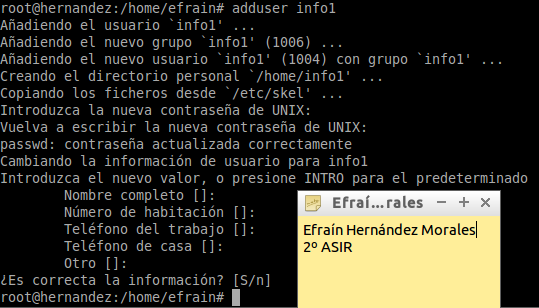 root@hernandez:/home/efrain# adduser info1
Añadiendo el usuario `info1' ...
Añadiendo el nuevo grupo `info1' (1006) ...
Añadiendo el nuevo usuario `info1' (1004) con grupo `info1' ...
Creando el directorio personal `/home/info1' ...
Copiando los ficheros desde `/etc/skel' ...
Introduzca la nueva contraseña de UNIX:
Vuelva a escribir la nueva contraseña de UNIX:
passwd: contraseña actualizada correctamente
Cambiando la información de usuario para info1
Introduzca el nuevo valor, o presione INTRO para el predeterminado
Nombre completo []:
Número de habitación []:
Teléfono del trabajo []:
Teléfono de casa []:
Otro []:
¿Es correcta la información? [S/n]
root@hernandez:/home/efrain#
Efraí...rales
Efraín Hernández Morales
2º ASIR